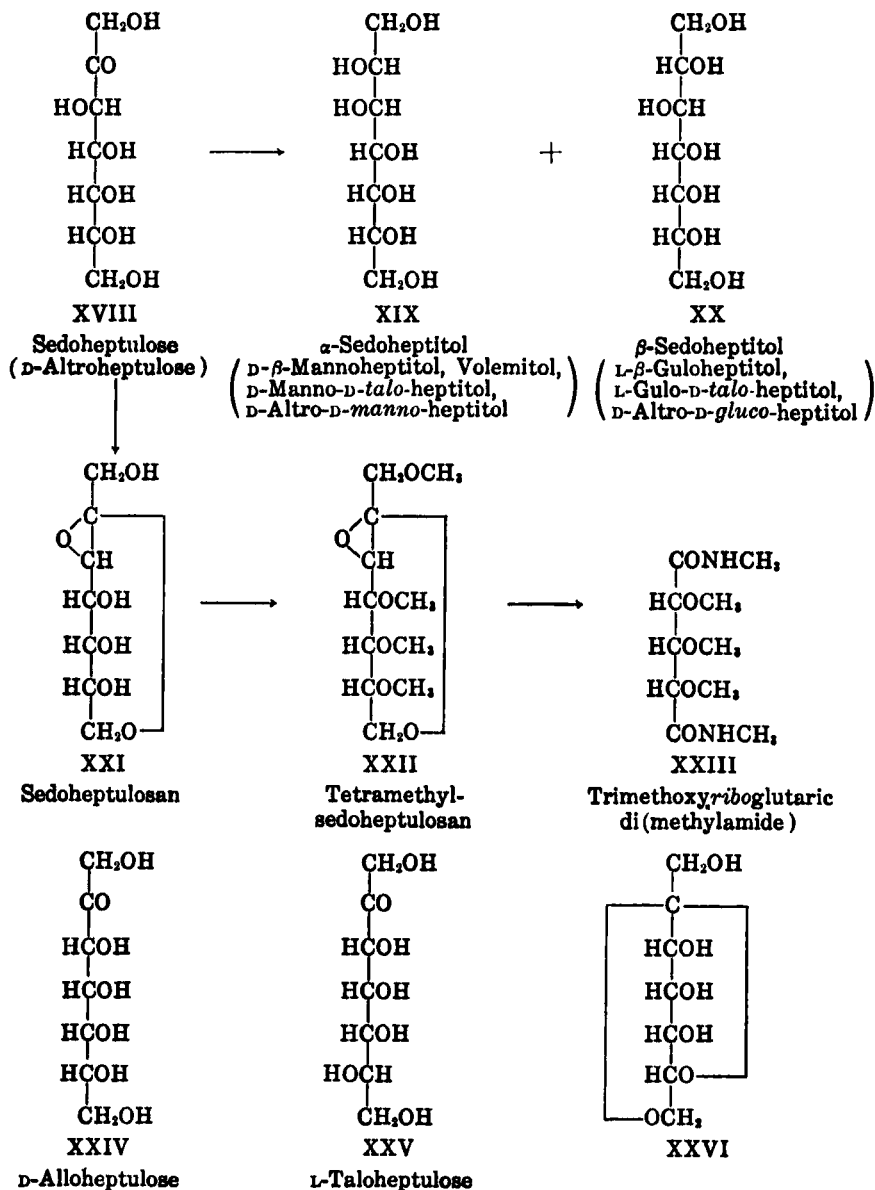 CH₂OH CH₂OH CH₂OH
CO HOCH HCOH
HOCH HOCH HOCH
HCOH HCOH + HCOH
HCOH HCOH HCOH
HCOH HCOH HCOH
CH₂OH CH₂OH CH₂OH
XVIII XIX XX
Sedoheptulose α-Sedoheptitol β-Sedoheptitol
(D-Altroheptulose) (D-β-Mannoheptitol, Volemitol, (L-β-Guloheptitol,
D-Manno-D-talo-heptitol, L-Gulo-D-talo-heptitol,
D-Altro-D-manno-heptitol) D-Altro-D-gluco-heptitol)
CH₂OH CH₂OCH₃
C C
O O
CH CH CONHCH₃
HCOH HCOCH₃ HCOCH₃
HCOH HCOCH₃ HCOCH₃
HCOH HCOCH₃ HCOCH₃
CH₂O CH₂O CONHCH₃
XXI XXII XXIII
Sedoheptulosan Tetramethyl- Trimethoxyriboglutaric
sedoheptulosan di(methylamide)
CH₂OH CH₂OH CH₂OH
CO CO C
HCOH HCOH HCOH
HCOH HCOH HCOH
HCOH HCOH HCOH
HCOH HOCH HCO
CH₂OH CH₂OH OCH₂
XXIV XXV XXVI
D-Alloheptulose L-Taloheptulose